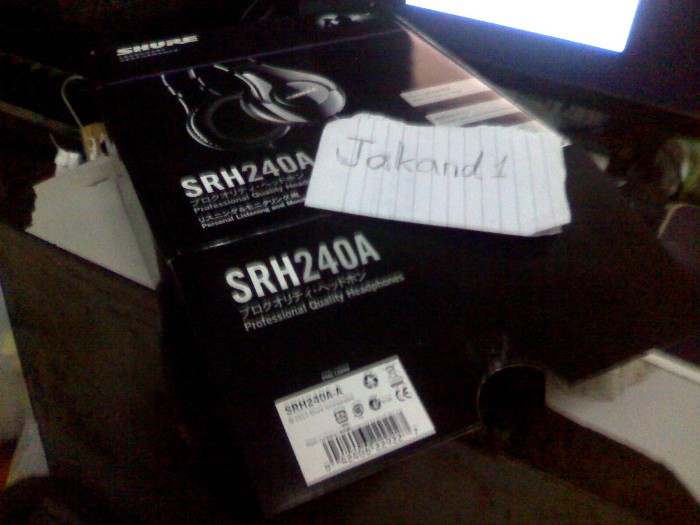 SHURE
SRH240A
プロクオリティ・ヘッドホン
Professional Quality
リスニング&モニタリング
Personal Listening and
Jakand1
SRH240A
プロクオリティ・ヘッドホン
Professional Quality Headphones
SRH240A-A
CE